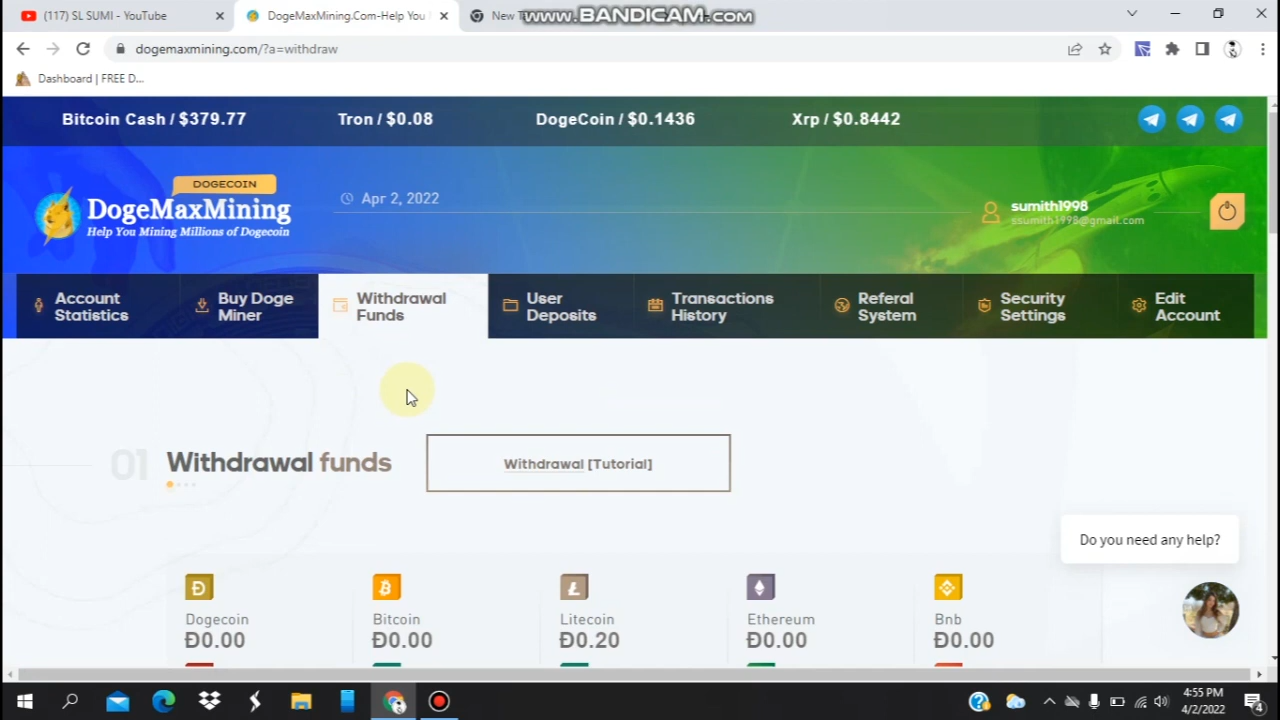 (117) SL SUMI - YouTube
DogeMaxMining.Com-Help You
New T
www.BANDICAM.com
dogemaxmining.com/?a=withdraw
Dashboard | FREE D...
Bitcoin Cash / $379.77
Tron / $0.08
DogeCoin / $0.1436
Xrp / $0.8442
DOGECOIN
DogeMaxMining
Help You Mining Millions of Dogecoin
Apr 2, 2022
sumith1998
ssumith1998@gmail.com
Account
Statistics
Buy Doge
Miner
Withdrawal
Funds
User
Deposits
Transactions
History
Referal
System
Security
Settings
Edit
Account
01 Withdrawal funds
Withdrawal [Tutorial]
Do you need any help?
Dogecoin
Đ0.00
Bitcoin
Đ0.00
Litecoin
Đ0.20
Ethereum
Đ0.00
Bnb
Đ0.00
4:55 PM
4/2/2022
4